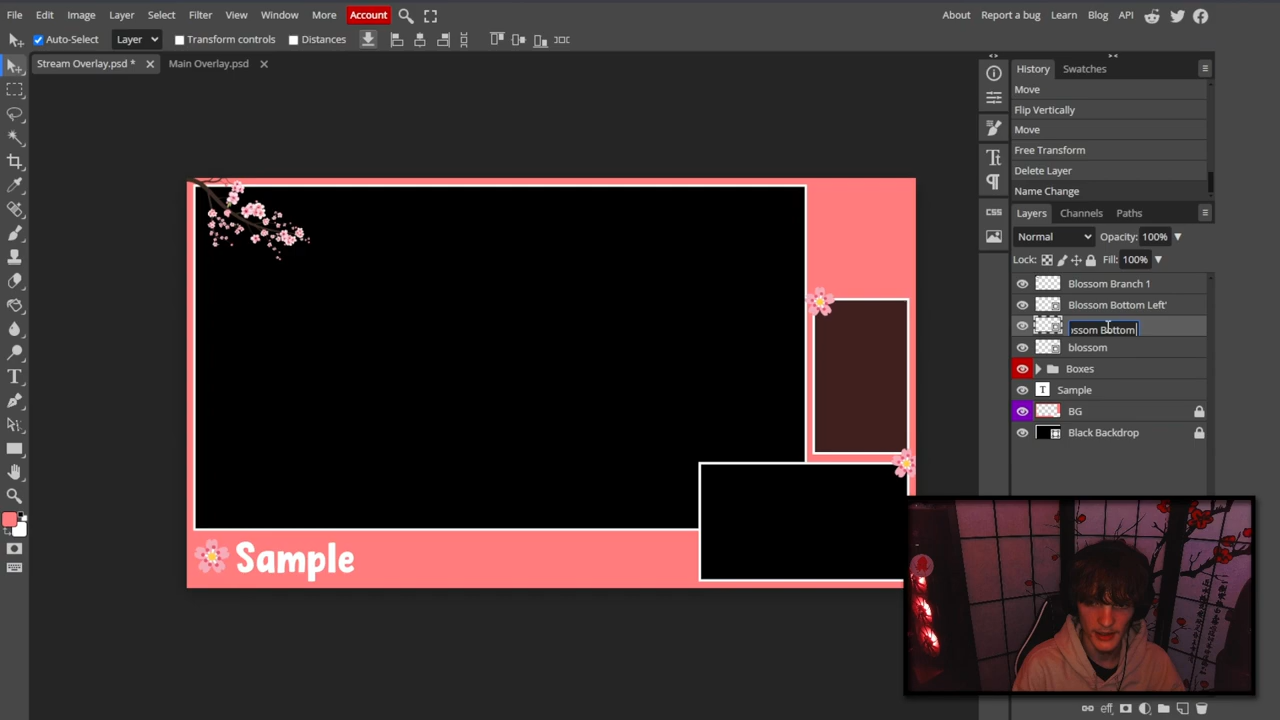 File Edit Image Layer Select Filter View Window More Account About Report a bug Learn Blog API
Auto-Select Layer Transform controls Distances
Stream Overlay.psd * Main Overlay.psd
History Swatches
Move
Flip Vertically
Move
Free Transform
Delete Layer
Name Change
Layers Channels Paths
Normal Opacity: 100%
Lock: Fill: 100%
Blossom Branch 1
Blossom Bottom Left'
ssom Bottom
blossom
Boxes
T Sample
BG
Black Backdrop
CSS
Sample
eff